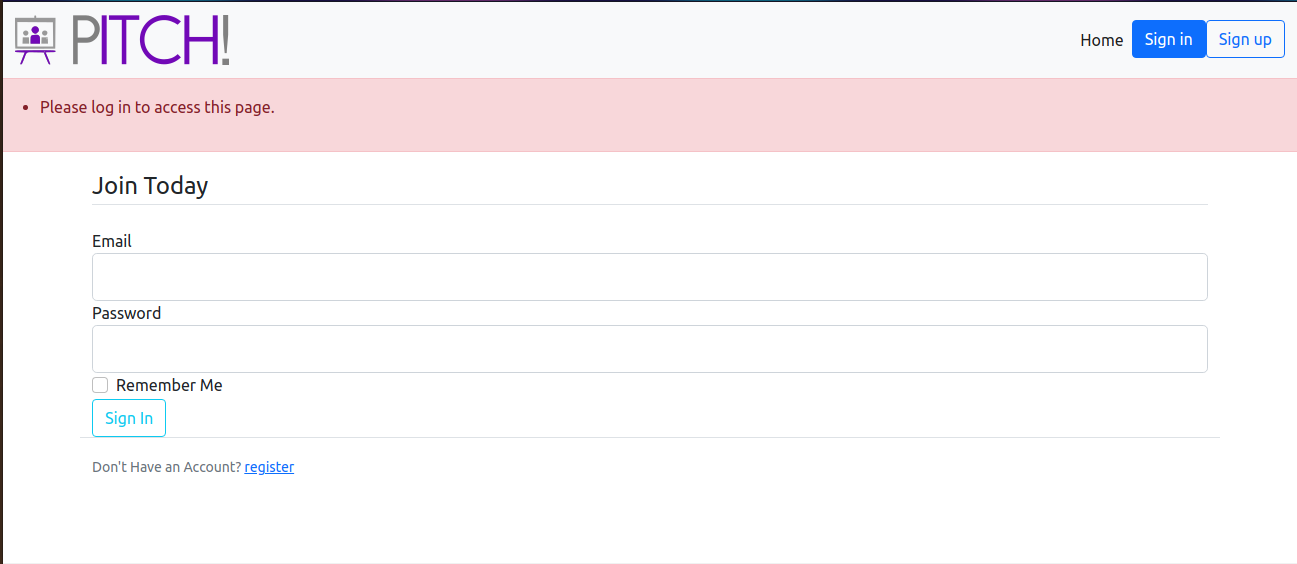 PITCH!
Home Sign in Sign up
Please log in to access this page.
Join Today
Email
Password
Remember Me
Sign In
Don't Have an Account? register